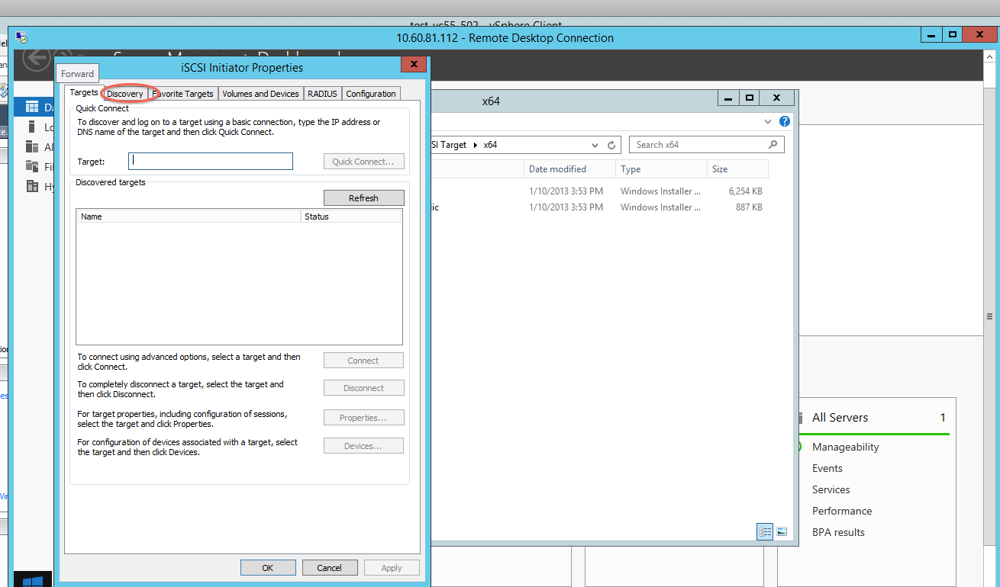 test-vc55-502 - vSphere Client
10.60.81.112 - Remote Desktop Connection
Forward
iSCSI Initiator Properties
Targets
Discovery
Favorite Targets
Volumes and Devices
RADIUS
Configuration
Quick Connect
To discover and log on to a target using a basic connection, type the IP address or
DNS name of the target and then click Quick Connect.
Target:
Quick Connect...
Discovered targets
Refresh
Name
Status
To connect using advanced options, select a target and then
click Connect.
Connect
To completely disconnect a target, select the target and
then click Disconnect.
Disconnect
For target properties, including configuration of sessions,
select the target and click Properties.
Properties...
For configuration of devices associated with a target, select
the target and then click Devices.
Devices...
OK
Cancel
Apply
x64
SI Target
x64
Search x64
Date modified
Type
Size
1/10/2013 3:53 PM
Windows Installer ...
6,254 KB
ic
1/10/2013 3:53 PM
Windows Installer ...
887 KB
All Servers
1
Manageability
Events
Services
Performance
BPA results